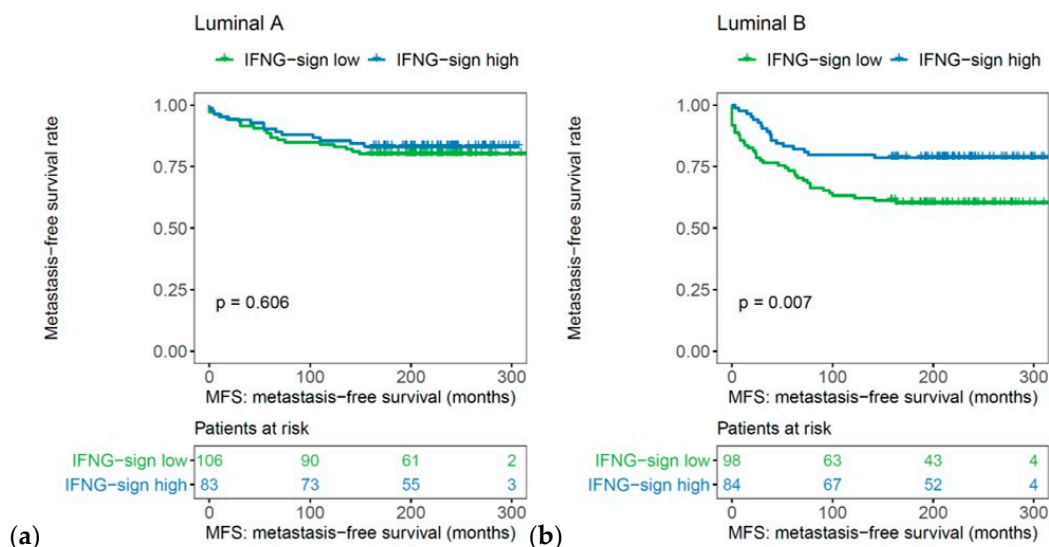 Luminal A
IFNG-sign low IFNG-sign high
Metastasis-free survival rate
1.00
0.75
0.50
0.25
0.00
p = 0.606
0 100 200 300
MFS: metastasis-free survival (months)
Patients at risk
IFNG-sign low 106 90 61 2
IFNG-sign high 83 73 55 3
0 100 200 300
MFS: metastasis-free survival (months)
(a)
Luminal B
IFNG-sign low IFNG-sign high
Metastasis-free survival rate
1.00
0.75
0.50
0.25
0.00
p = 0.007
0 100 200 300
MFS: metastasis-free survival (months)
Patients at risk
IFNG-sign low 98 63 43 4
IFNG-sign high 84 67 52 4
0 100 200 300
MFS: metastasis-free survival (months)
(b)